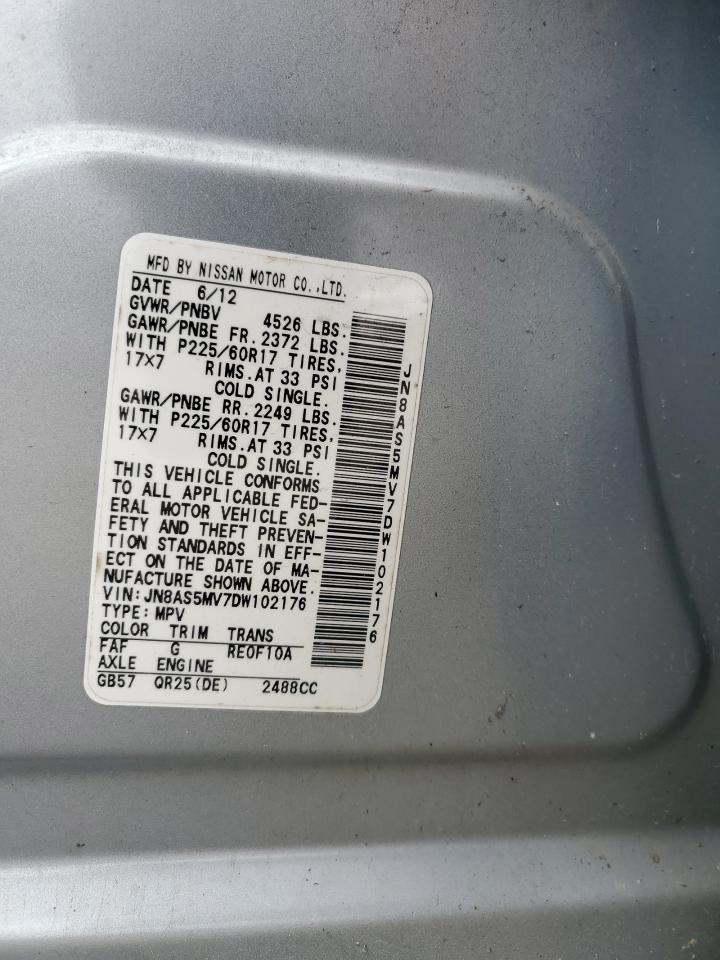 MFD BY NISSAN MOTOR CO.,LTD.
DATE 6/12
GVWR/PNBV 4526 LBS.
GAWR/PNBE FR. 2372 LBS.
WITH P225/60R17 TIRES,
17X7 RIMS.AT 33 PSI
COLD SINGLE.
GAWR/PNBE RR. 2249 LBS.
WITH P225/60R17 TIRES,
17X7 RIMS.AT 33 PSI
COLD SINGLE.
THIS VEHICLE CONFORMS
TO ALL APPLICABLE FED-
ERAL MOTOR VEHICLE SA-
FETY AND THEFT PREVEN-
TION STANDARDS IN EFF-
ECT ON THE DATE OF MA-
NUFACTURE SHOWN ABOVE.
VIN: JN8AS5MV7DW102176
TYPE: MPV
COLOR TRIM TRANS
FAF G RE0F10A
AXLE ENGINE
GB57 QR25(DE) 2488CC
JN8AS5MV7DW102176